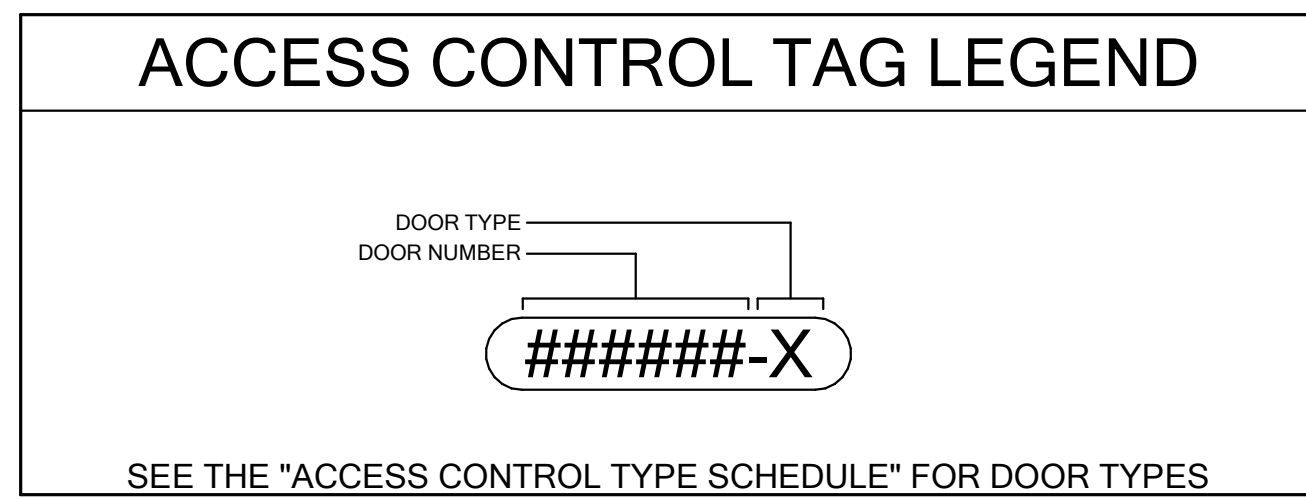 ACCESS CONTROL TAG LEGEND
DOOR TYPE
DOOR NUMBER
######-X
SEE THE "ACCESS CONTROL TYPE SCHEDULE" FOR DOOR TYPES